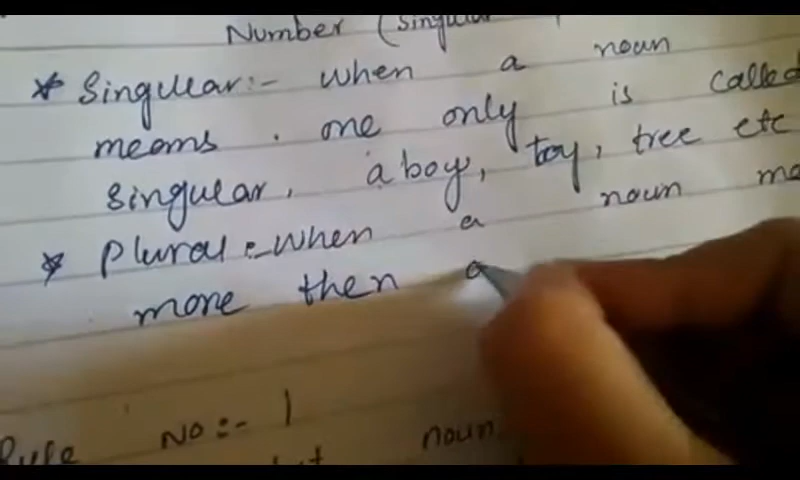 Number (Singular
* Singular:- when a noun
means. one only is called
singular. a boy, toy, tree etc
* Plural:- when a noun
more then
Rule No:- 1
noun